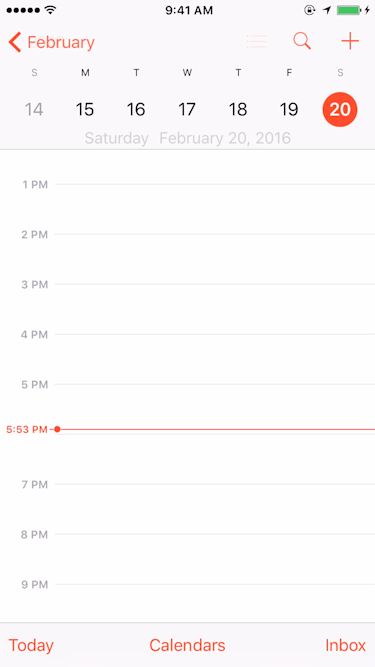 9:41 AM
February
S M T W T F S
14 15 16 17 18 19 20
Saturday February 20, 2016
1 PM
2 PM
3 PM
4 PM
5 PM
5:53 PM
7 PM
8 PM
9 PM
Today Calendars Inbox